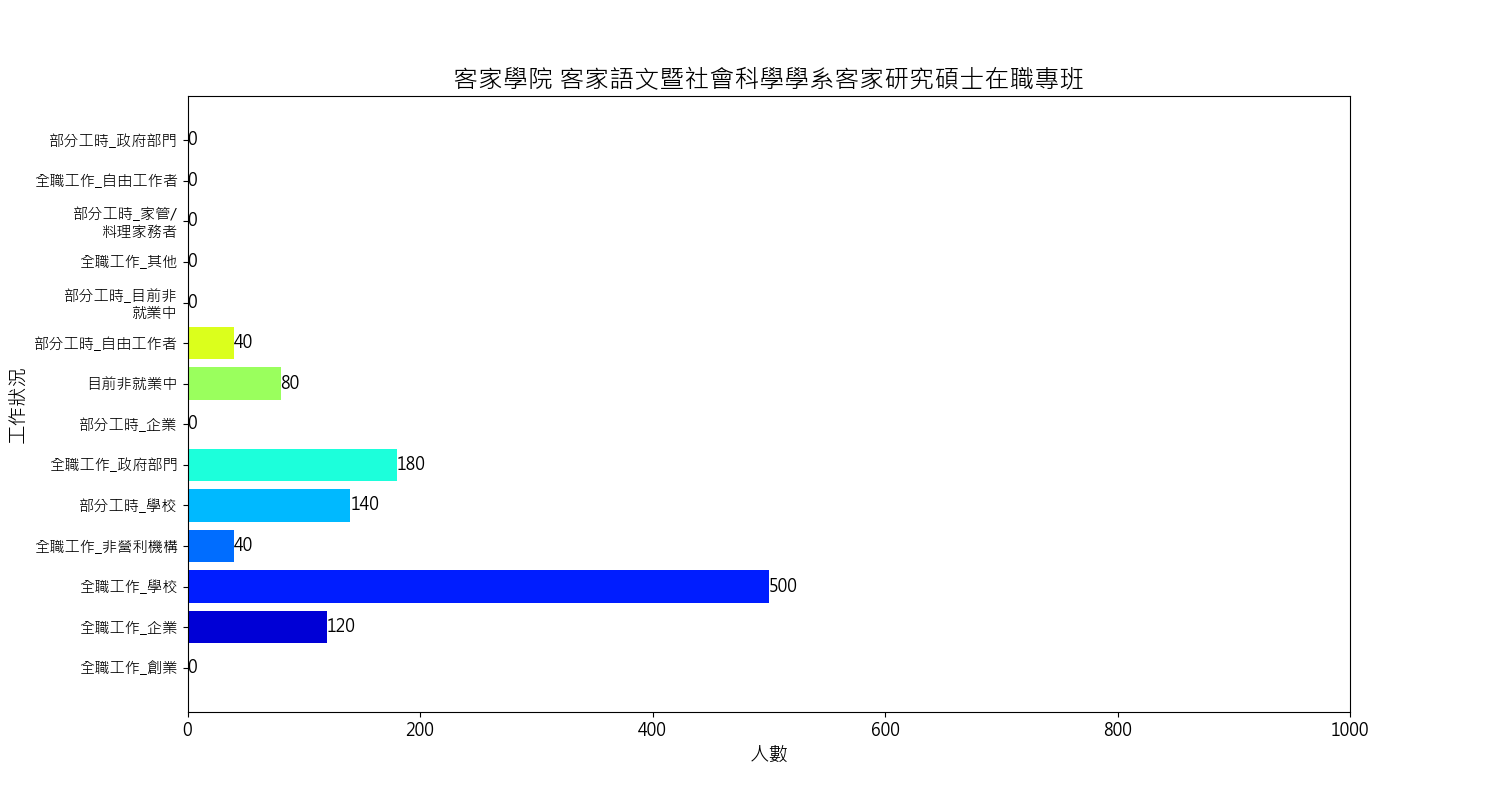 客家學院 客家語文暨社會科學學系客家研究碩士在職專班
工作狀況
部分工時_政府部門 0
全職工作_自由工作者 0
部分工時_家管/
料理家務者 0
全職工作_其他 0
部分工時_目前非
就業中 0
部分工時_自由工作者 40
目前非就業中 80
部分工時_企業 0
全職工作_政府部門 180
部分工時_學校 140
全職工作_非營利機構 40
全職工作_學校 500
全職工作_企業 120
全職工作_創業 0
0 200 400 600 800 1000
人數